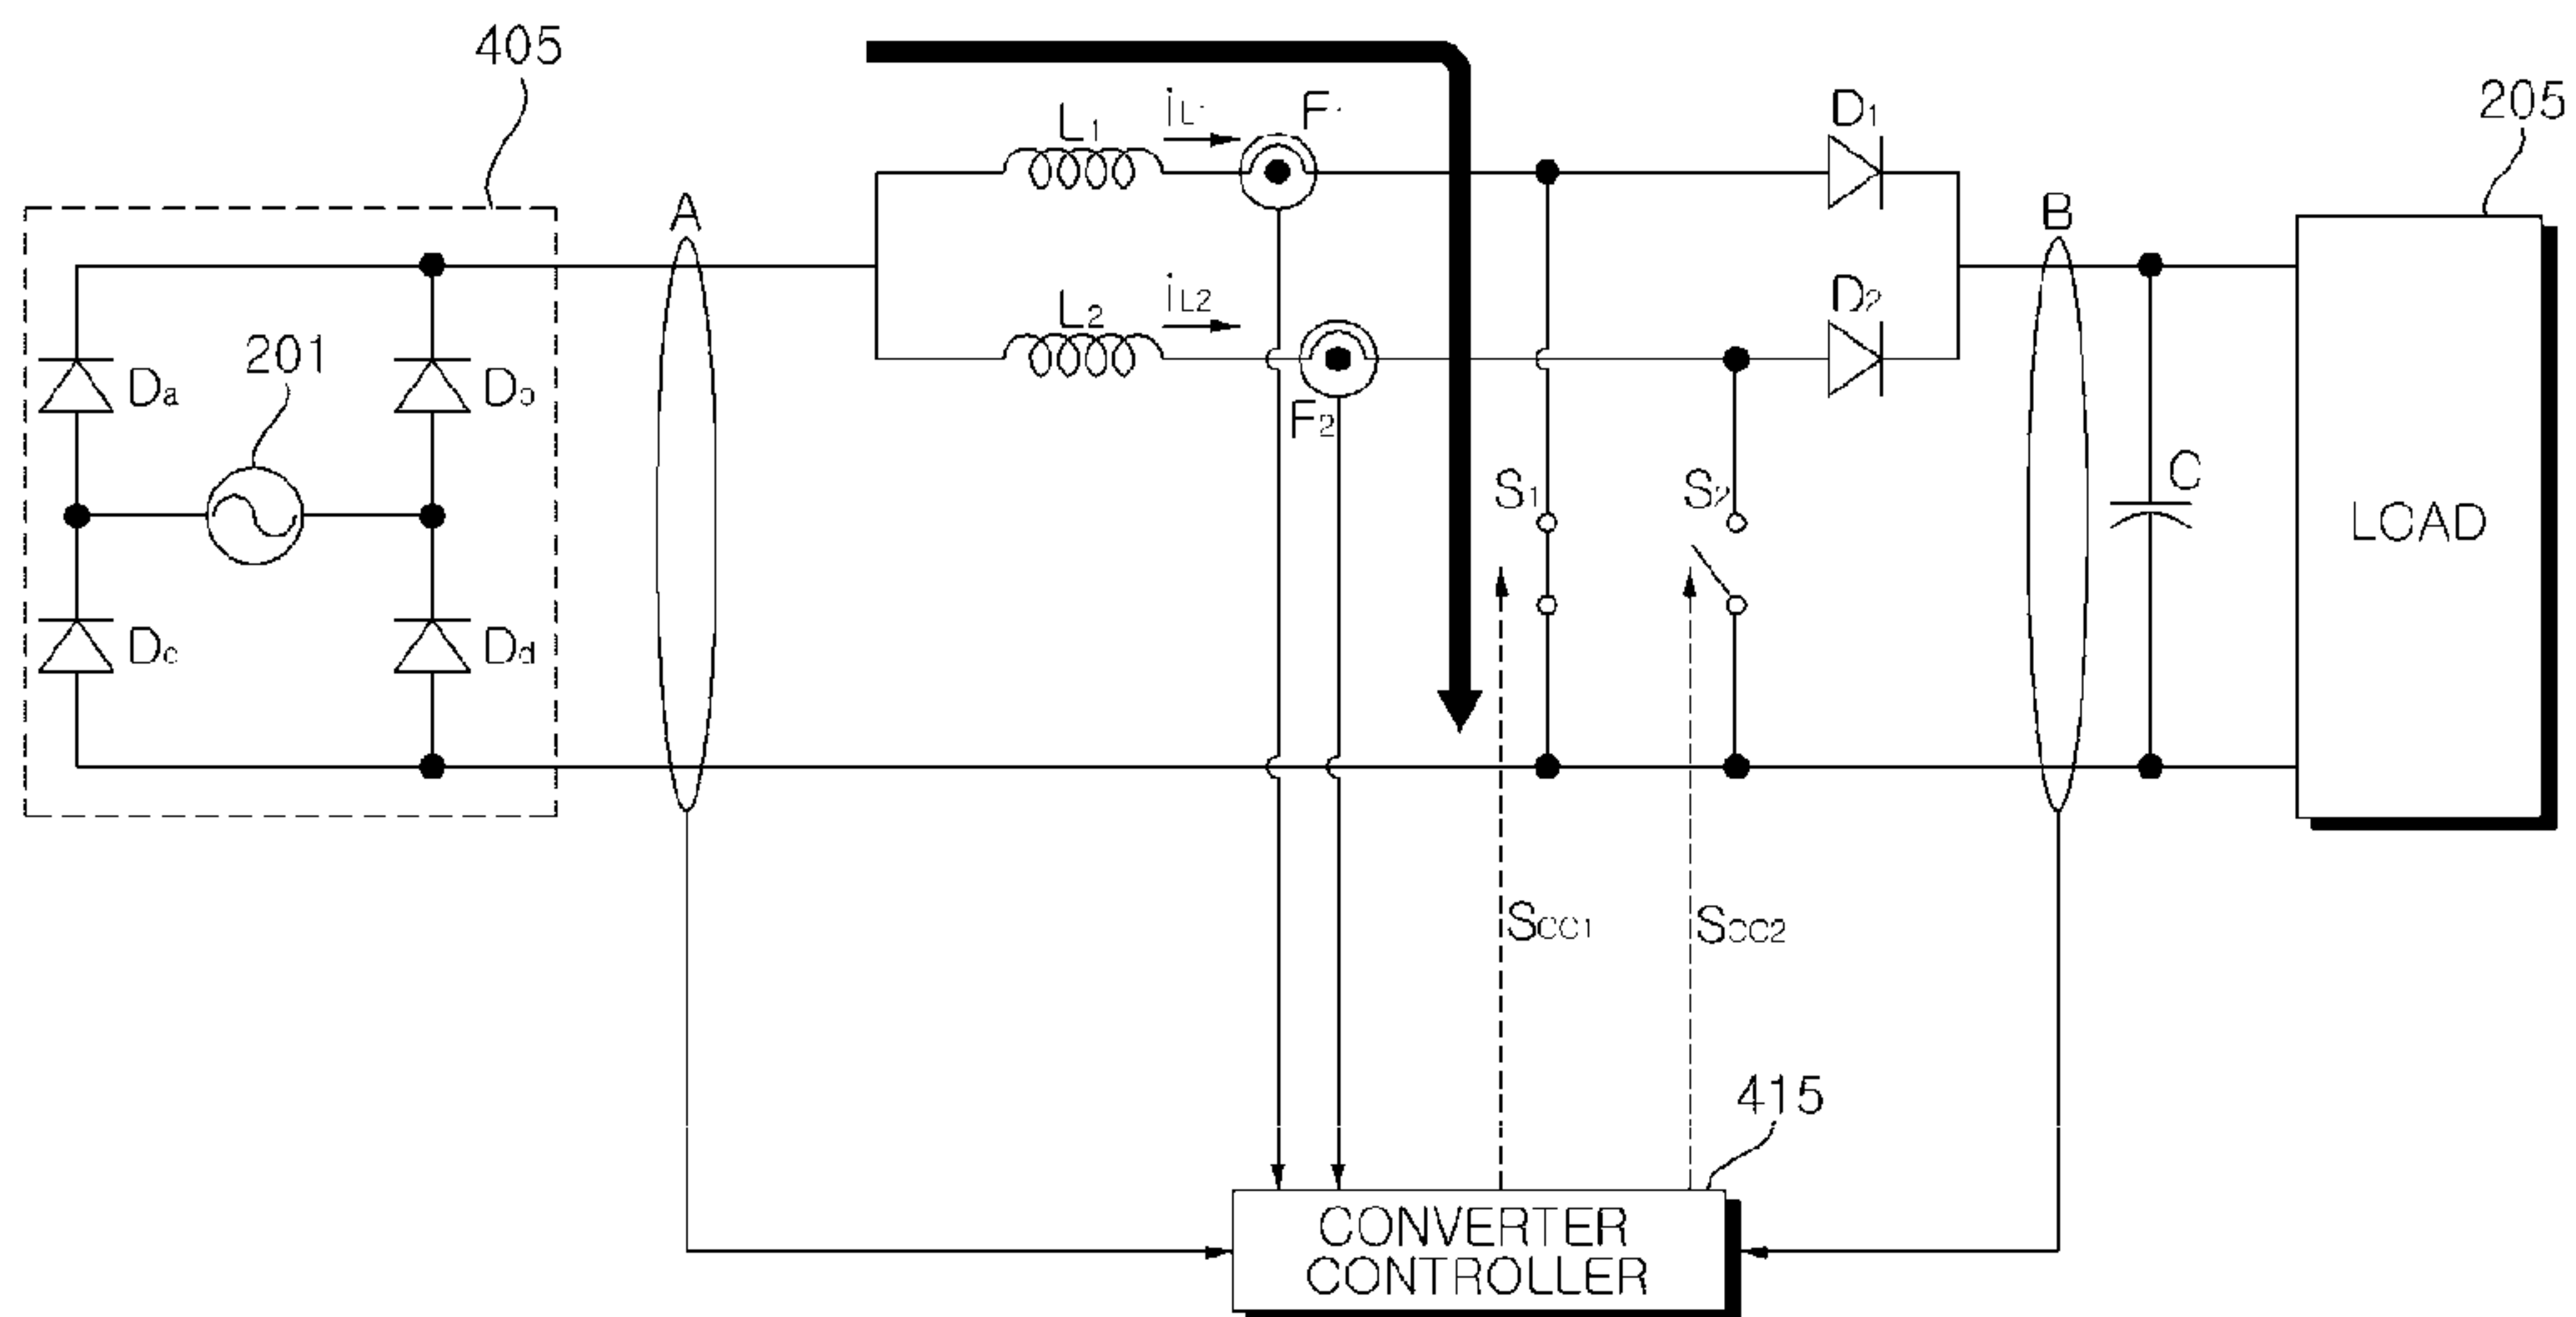 405
A
L1
iL1
F1
D1
205
B
L2
iL2
F2
D2
201
Da
Db
S1
S2
C
LOAD
Dc
Dd
SCC1
SCC2
415
CONVERTER
CONTROLLER